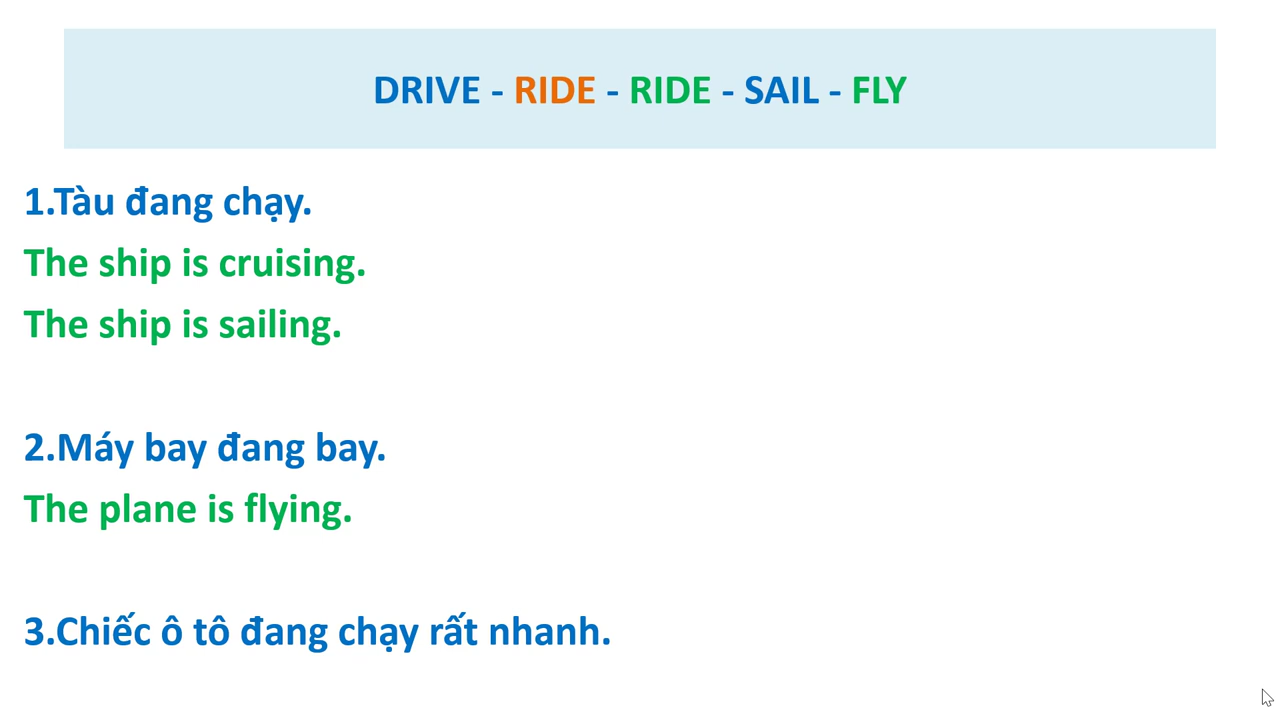 DRIVE - RIDE - RIDE - SAIL - FLY
1.Tàu đang chạy.
The ship is cruising.
The ship is sailing.
2.Máy bay đang bay.
The plane is flying.
3.Chiếc ô tô đang chạy rất nhanh.